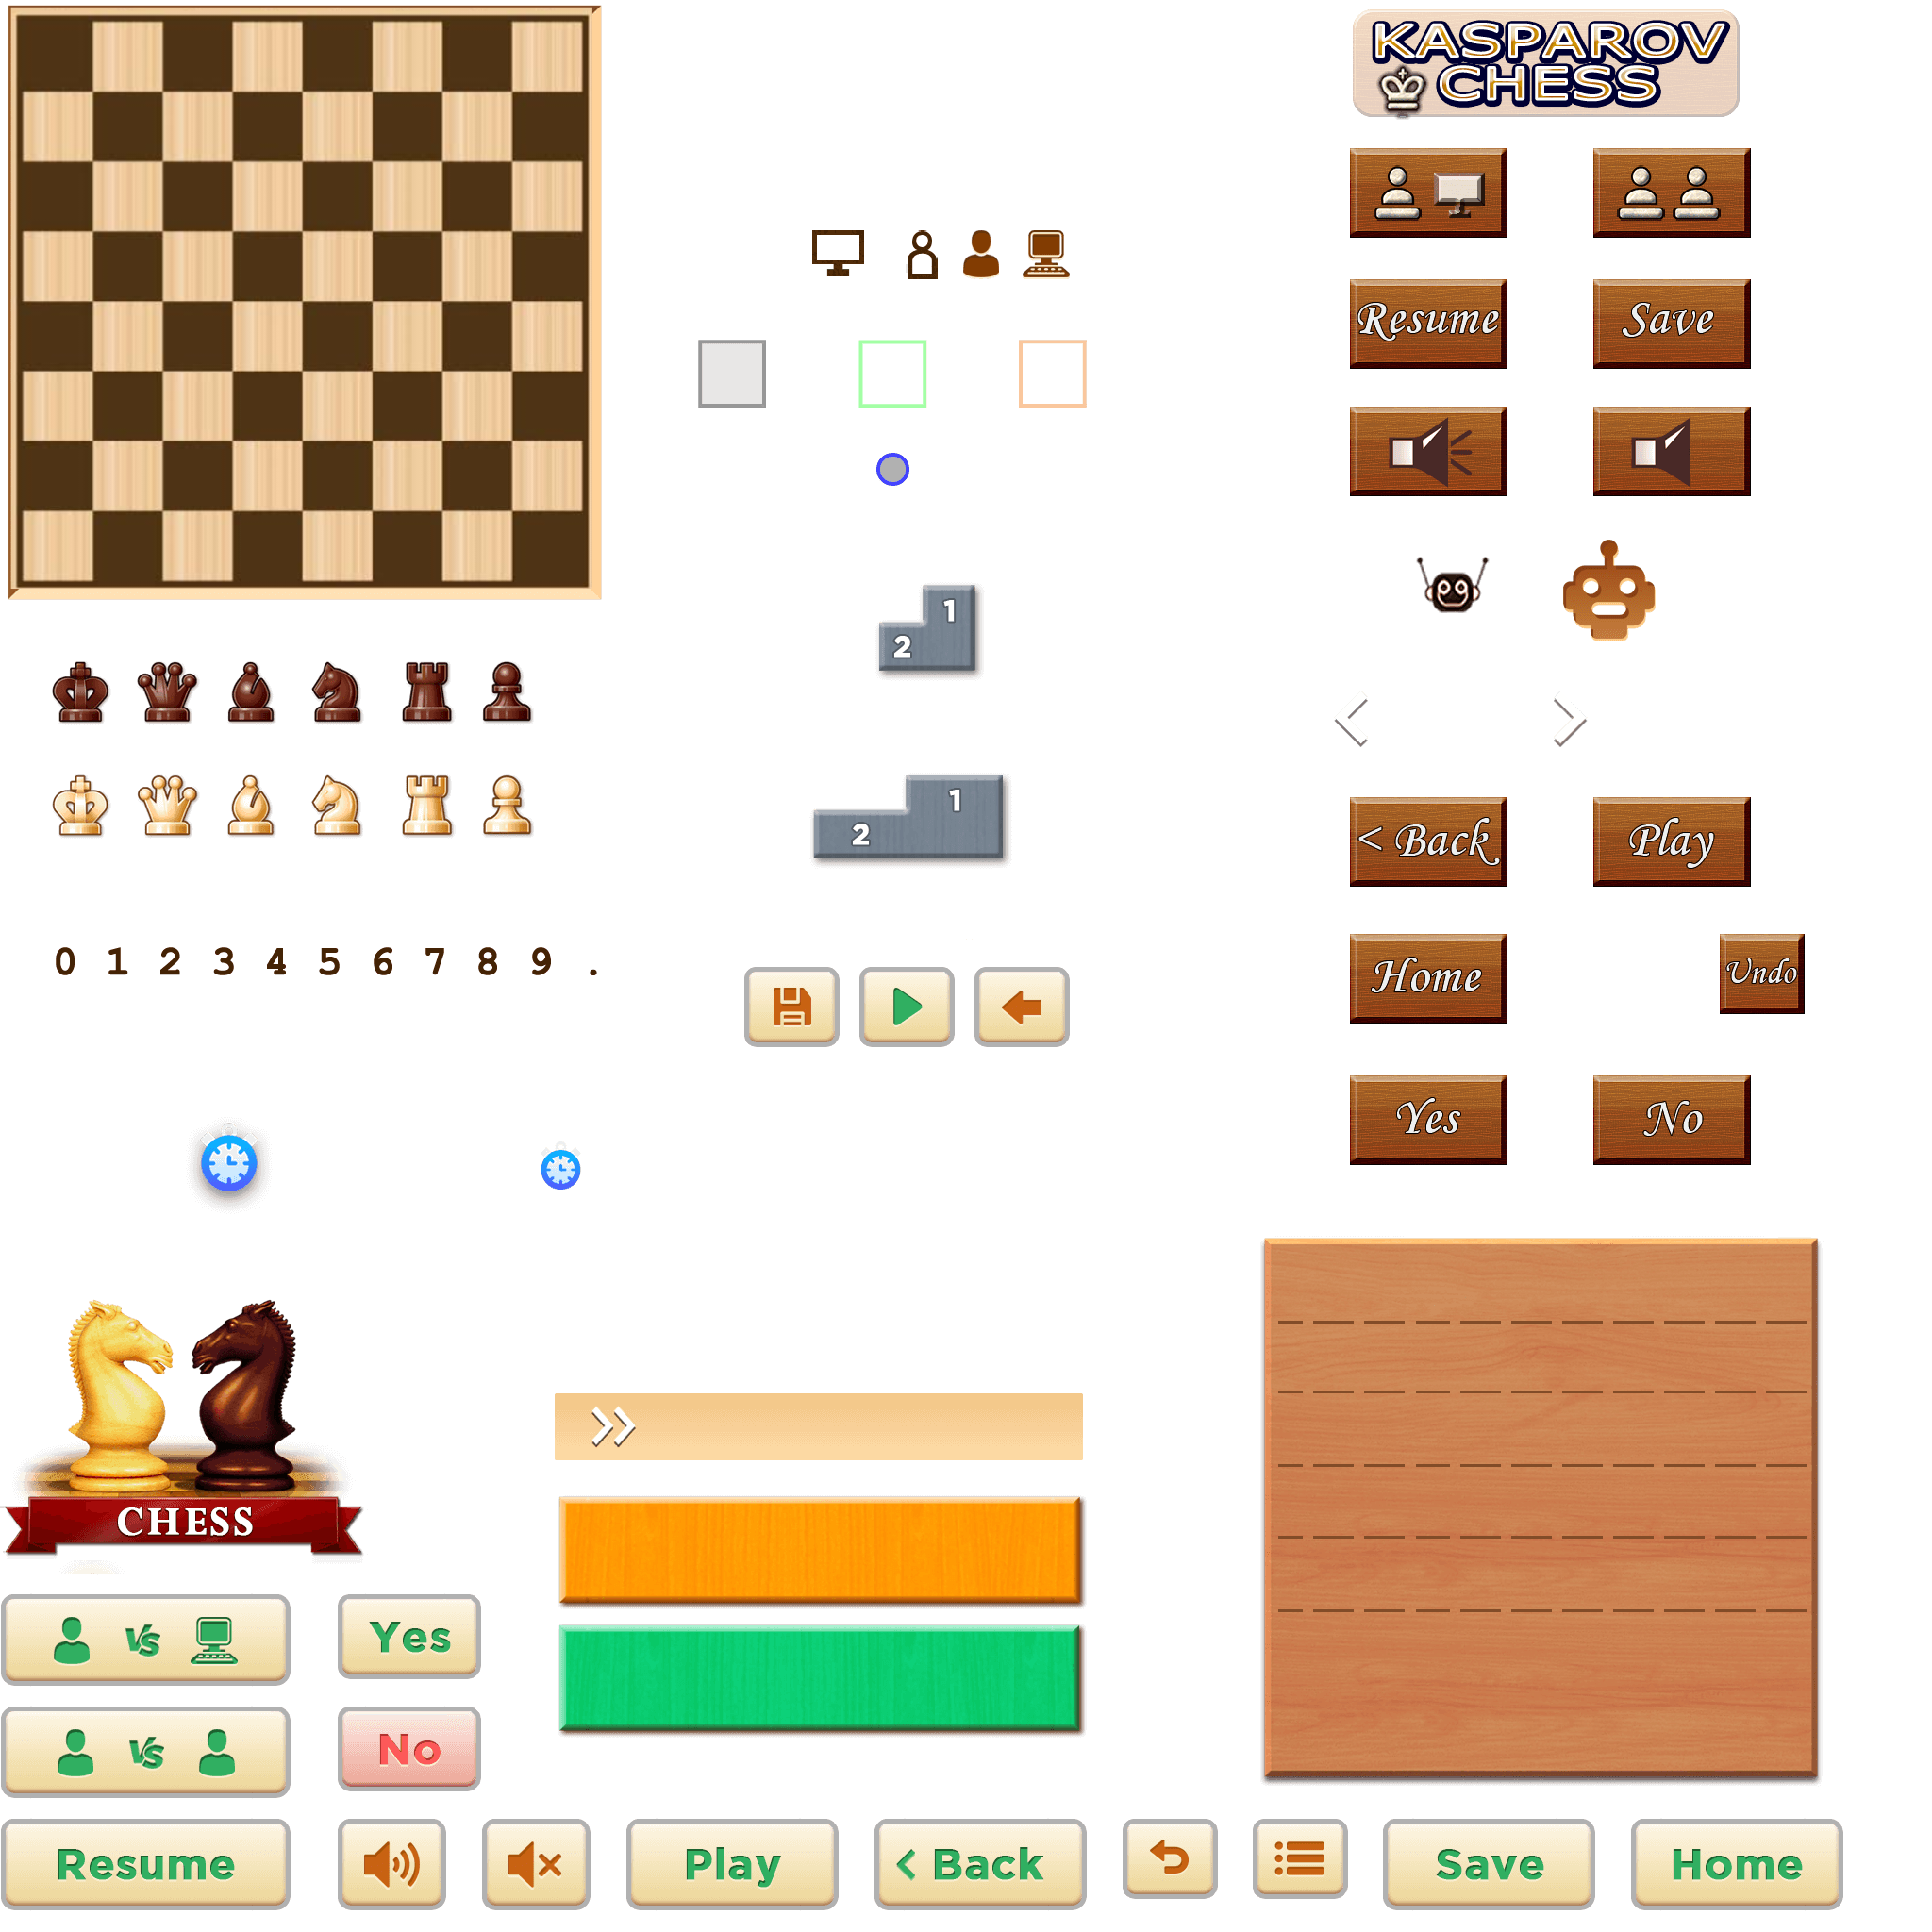 KASPAROV
CHESS
Resume
Save
1
2
1
2
< Back
Play
0 1 2 3 4 5 6 7 8 9 .
Home
Undo
Yes
No
CHESS
VS
Yes
VS
No
Resume
Play
< Back
Save
Home